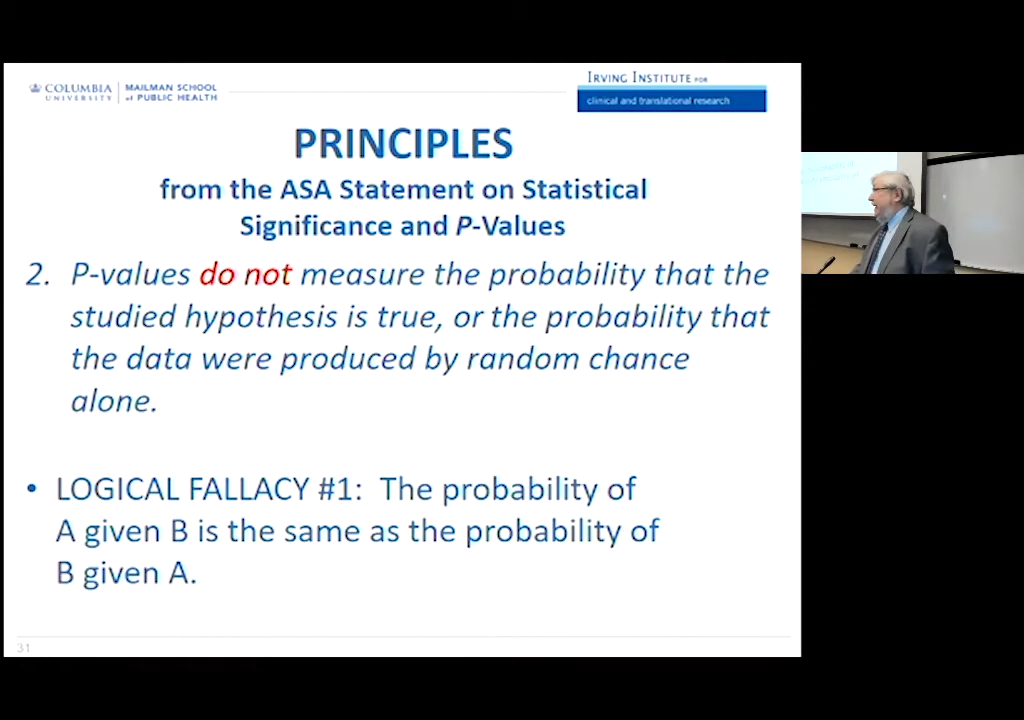 COLUMBIA UNIVERSITY
MAILMAN SCHOOL of PUBLIC HEALTH
IRVING INSTITUTE FOR
clinical and translational research
PRINCIPLES
from the ASA Statement on Statistical
Significance and P-Values
2. P-values do not measure the probability that the
studied hypothesis is true, or the probability that
the data were produced by random chance
alone.
• LOGICAL FALLACY #1: The probability of
A given B is the same as the probability of
B given A.
31